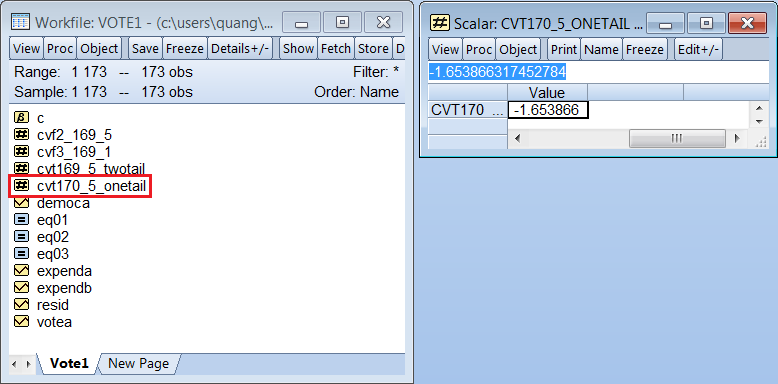 Workfile: VOTE1 - (c:\users\quang\...
View Proc Object Save Freeze Details+/- Show Fetch Store D
Range: 1 173 -- 173 obs Filter: *
Sample: 1 173 -- 173 obs Order: Name
c
cvf2_169_5
cvf3_169_1
cvt169_5_twotail
cvt170_5_onetail
democa
eq01
eq02
eq03
expenda
expendb
resid
votea
Vote1 New Page
Scalar: CVT170_5_ONETAIL ...
View Proc Object Print Name Freeze Edit+/-
-1.653866317452784
Value
CVT170 ... -1.653866